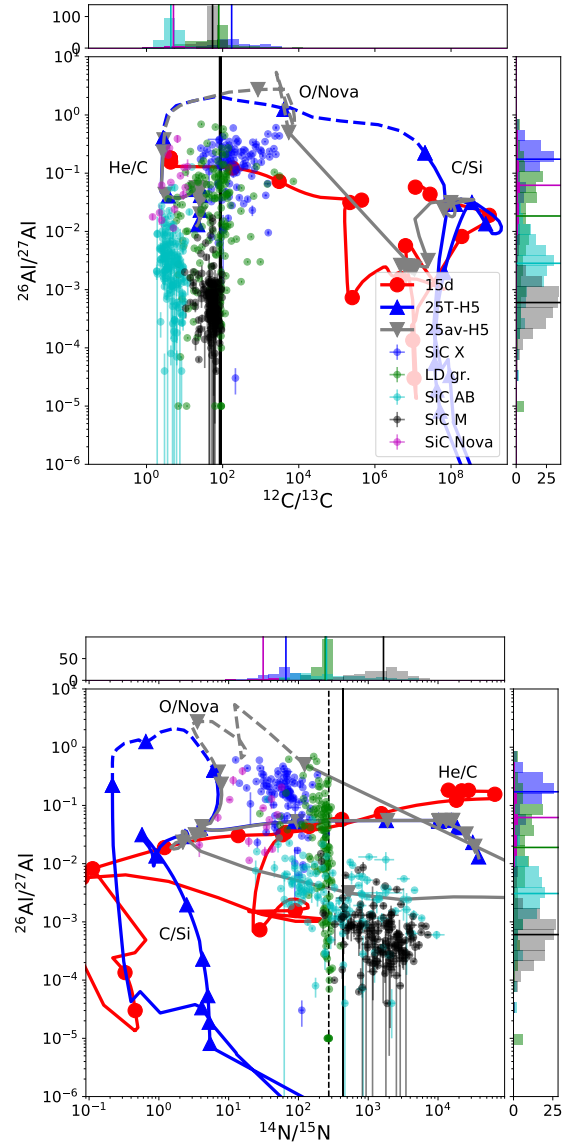 100
0
10^1
10^0
10^-1
10^-2
10^-3
10^-4
10^-5
10^-6
^26Al/^27Al
O/Nova
He/C
C/Si
15d
25T-H5
25av-H5
SiC X
LD gr.
SiC AB
SiC M
SiC Nova
10^0 10^2 10^4 10^6 10^8
0 25
^12C/^13C
50
0
10^1
10^0
10^-1
10^-2
10^-3
10^-4
10^-5
10^-6
^26Al/^27Al
O/Nova
He/C
C/Si
10^-1 10^0 10^1 10^2 10^3 10^4
0 25
^14N/^15N